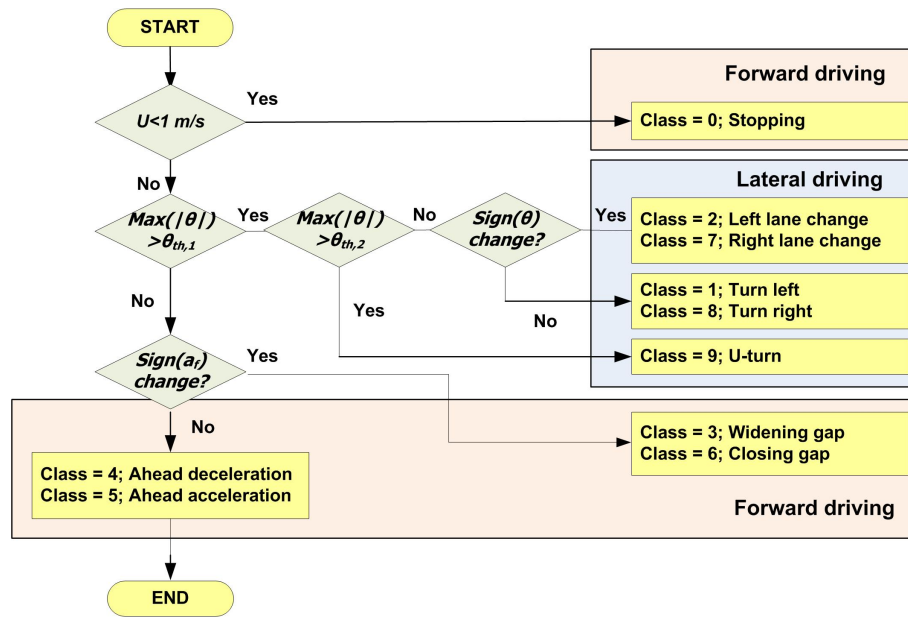 START
Forward driving
Yes
U<1 m/s
Class = 0; Stopping
No
Lateral driving
Max(|θ|)
>θth,1
Yes
Max(|θ|)
>θth,2
No
Sign(θ)
change?
Yes
Class = 2; Left lane change
Class = 7; Right lane change
No
Yes
No
Class = 1; Turn left
Class = 8; Turn right
Class = 9; U-turn
Sign(af)
change?
Yes
No
Class = 3; Widening gap
Class = 6; Closing gap
Class = 4; Ahead deceleration
Class = 5; Ahead acceleration
Forward driving
END